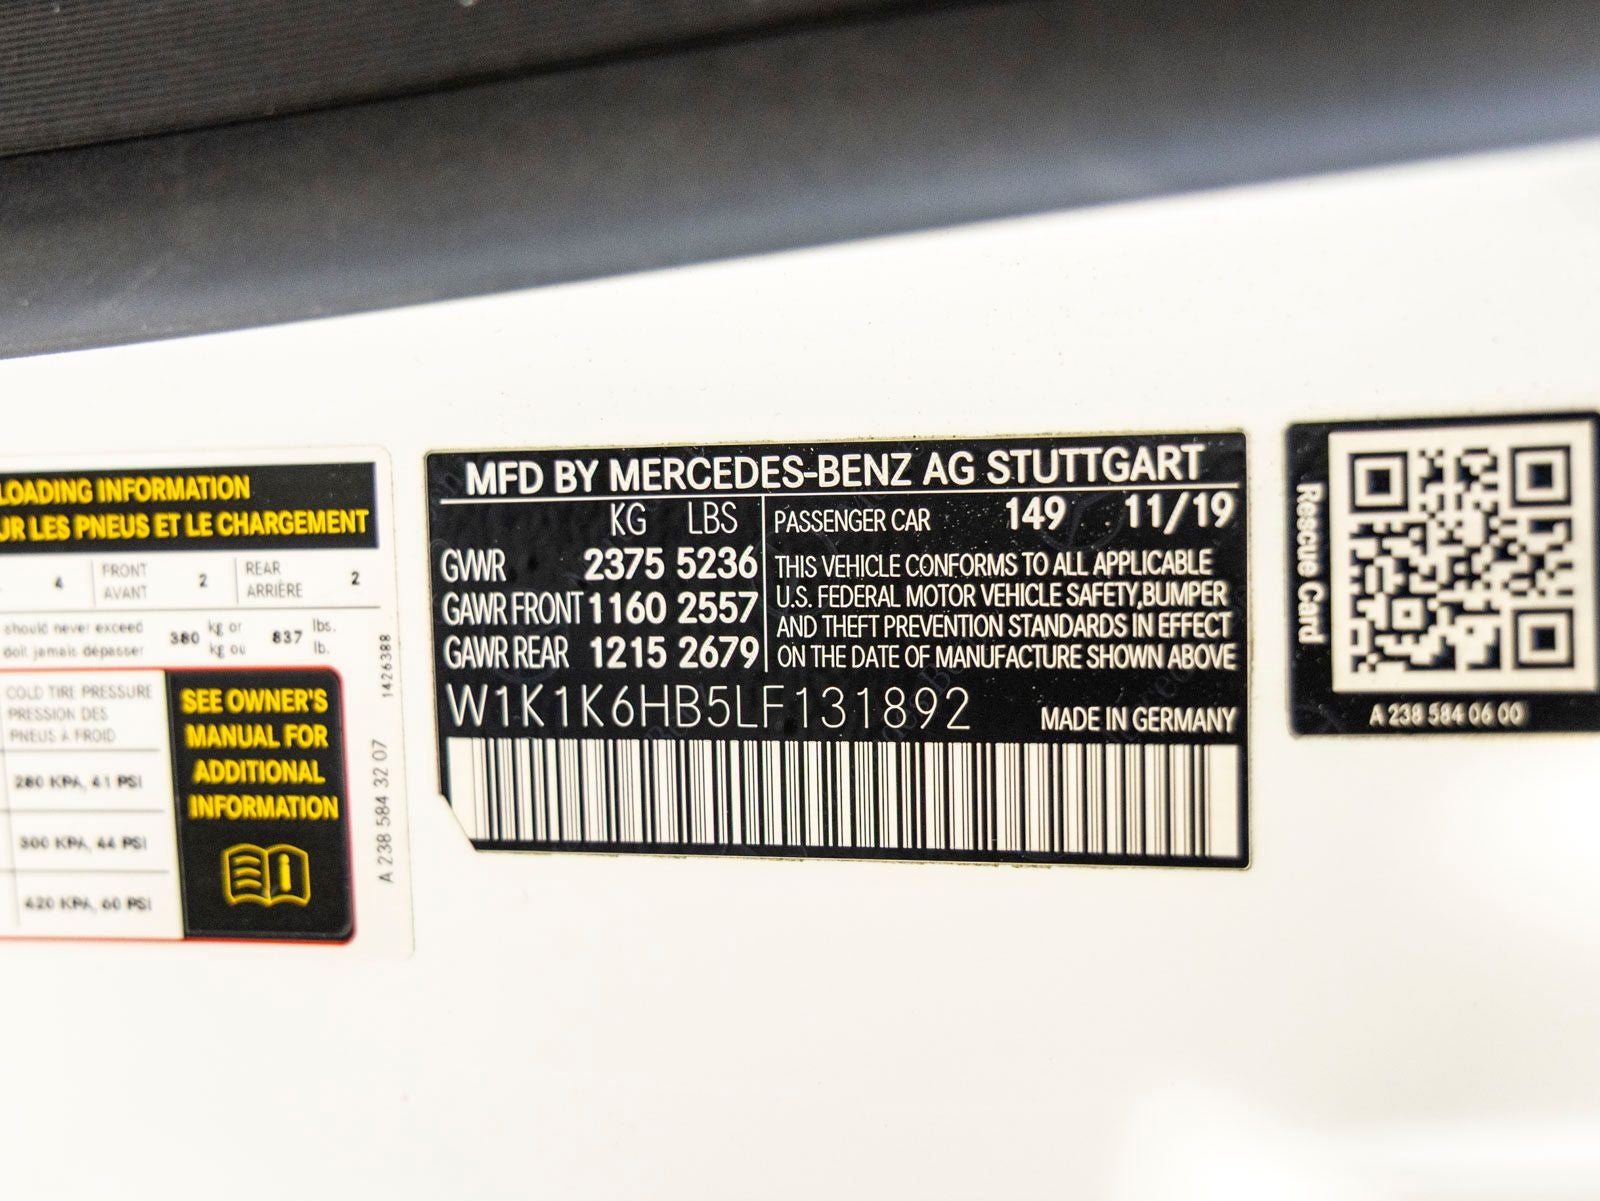 LOADING INFORMATION
UR LES PNEUS ET LE CHARGEMENT
4 FRONT AVANT 2 REAR ARRIÈRE 2
should never exceed
doit jamais dépasser
380 kg or kg ou 837 lbs. lb.
COLD TIRE PRESSURE
PRESSION DES
PNEUS À FROID
280 KPA, 41 PSI
300 KPA, 44 PSI
420 KPA, 60 PSI
SEE OWNER'S
MANUAL FOR
ADDITIONAL
INFORMATION
1426388
A 238 584 32 07
MFD BY MERCEDES-BENZ AG STUTTGART
KG LBS
GVWR 2375 5236
GAWR FRONT 1160 2557
GAWR REAR 1215 2679
PASSENGER CAR 149 11/19
THIS VEHICLE CONFORMS TO ALL APPLICABLE
U.S. FEDERAL MOTOR VEHICLE SAFETY,BUMPER
AND THEFT PREVENTION STANDARDS IN EFFECT
ON THE DATE OF MANUFACTURE SHOWN ABOVE
W1K1K6HB5LF131892
MADE IN GERMANY
Rescue Card
A 238 584 06 00